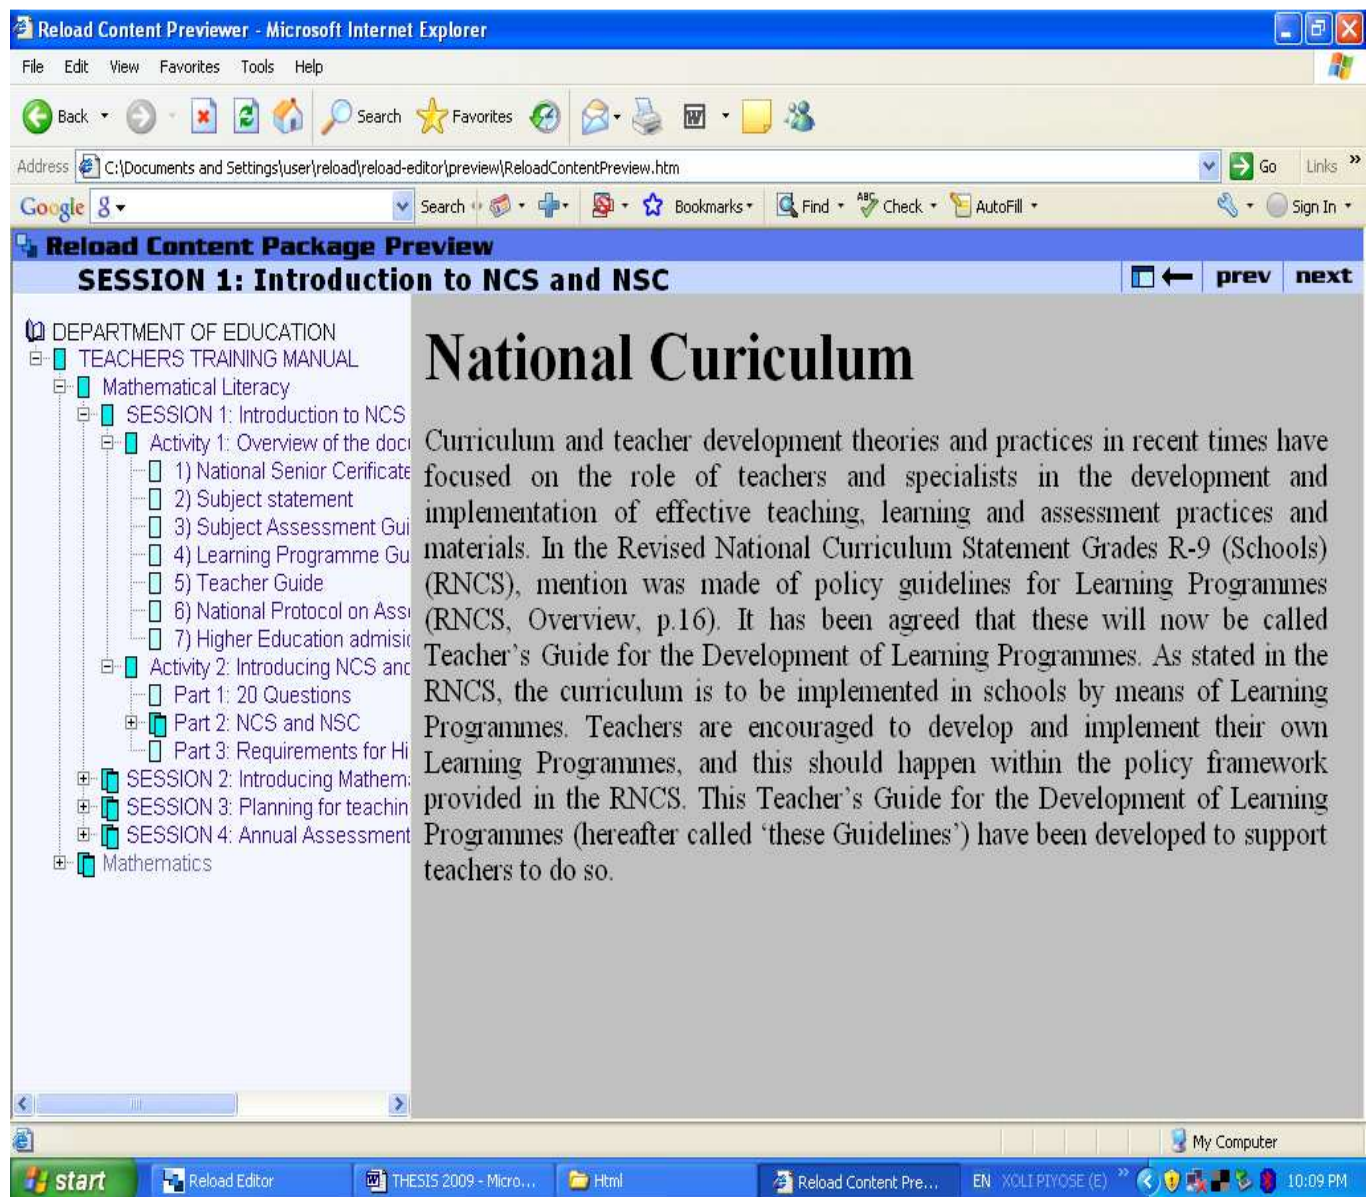 Reload Content Previewer - Microsoft Internet Explorer
File Edit View Favorites Tools Help
Back Search Favorites
Address C:\Documents and Settings\user\reload\reload-editor\preview\ReloadContentPreview.htm Go Links »
Google Search Bookmarks Find Check AutoFill Sign In
Reload Content Package Preview
SESSION 1: Introduction to NCS and NSC prev next
DEPARTMENT OF EDUCATION
TEACHERS TRAINING MANUAL
Mathematical Literacy
SESSION 1: Introduction to NCS
Activity 1: Overview of the docu
1) National Senior Cerificate
2) Subject statement
3) Subject Assessment Gui
4) Learning Programme Gu
5) Teacher Guide
6) National Protocol on Asse
7) Higher Education admisio
Activity 2: Introducing NCS and
Part 1: 20 Questions
Part 2: NCS and NSC
Part 3: Requirements for Hi
SESSION 2: Introducing Mathema
SESSION 3: Planning for teachin
SESSION 4: Annual Assessment
Mathematics
National Curiculum
Curriculum and teacher development theories and practices in recent times have
focused on the role of teachers and specialists in the development and
implementation of effective teaching, learning and assessment practices and
materials. In the Revised National Curriculum Statement Grades R-9 (Schools)
(RNCS), mention was made of policy guidelines for Learning Programmes
(RNCS, Overview, p.16). It has been agreed that these will now be called
Teacher's Guide for the Development of Learning Programmes. As stated in the
RNCS, the curriculum is to be implemented in schools by means of Learning
Programmes. Teachers are encouraged to develop and implement their own
Learning Programmes, and this should happen within the policy framework
provided in the RNCS. This Teacher's Guide for the Development of Learning
Programmes (hereafter called 'these Guidelines') have been developed to support
teachers to do so.
My Computer
start Reload Editor THESIS 2009 - Micro... Html Reload Content Pre... EN XOLI PIYOSE (E) » 10:09 PM